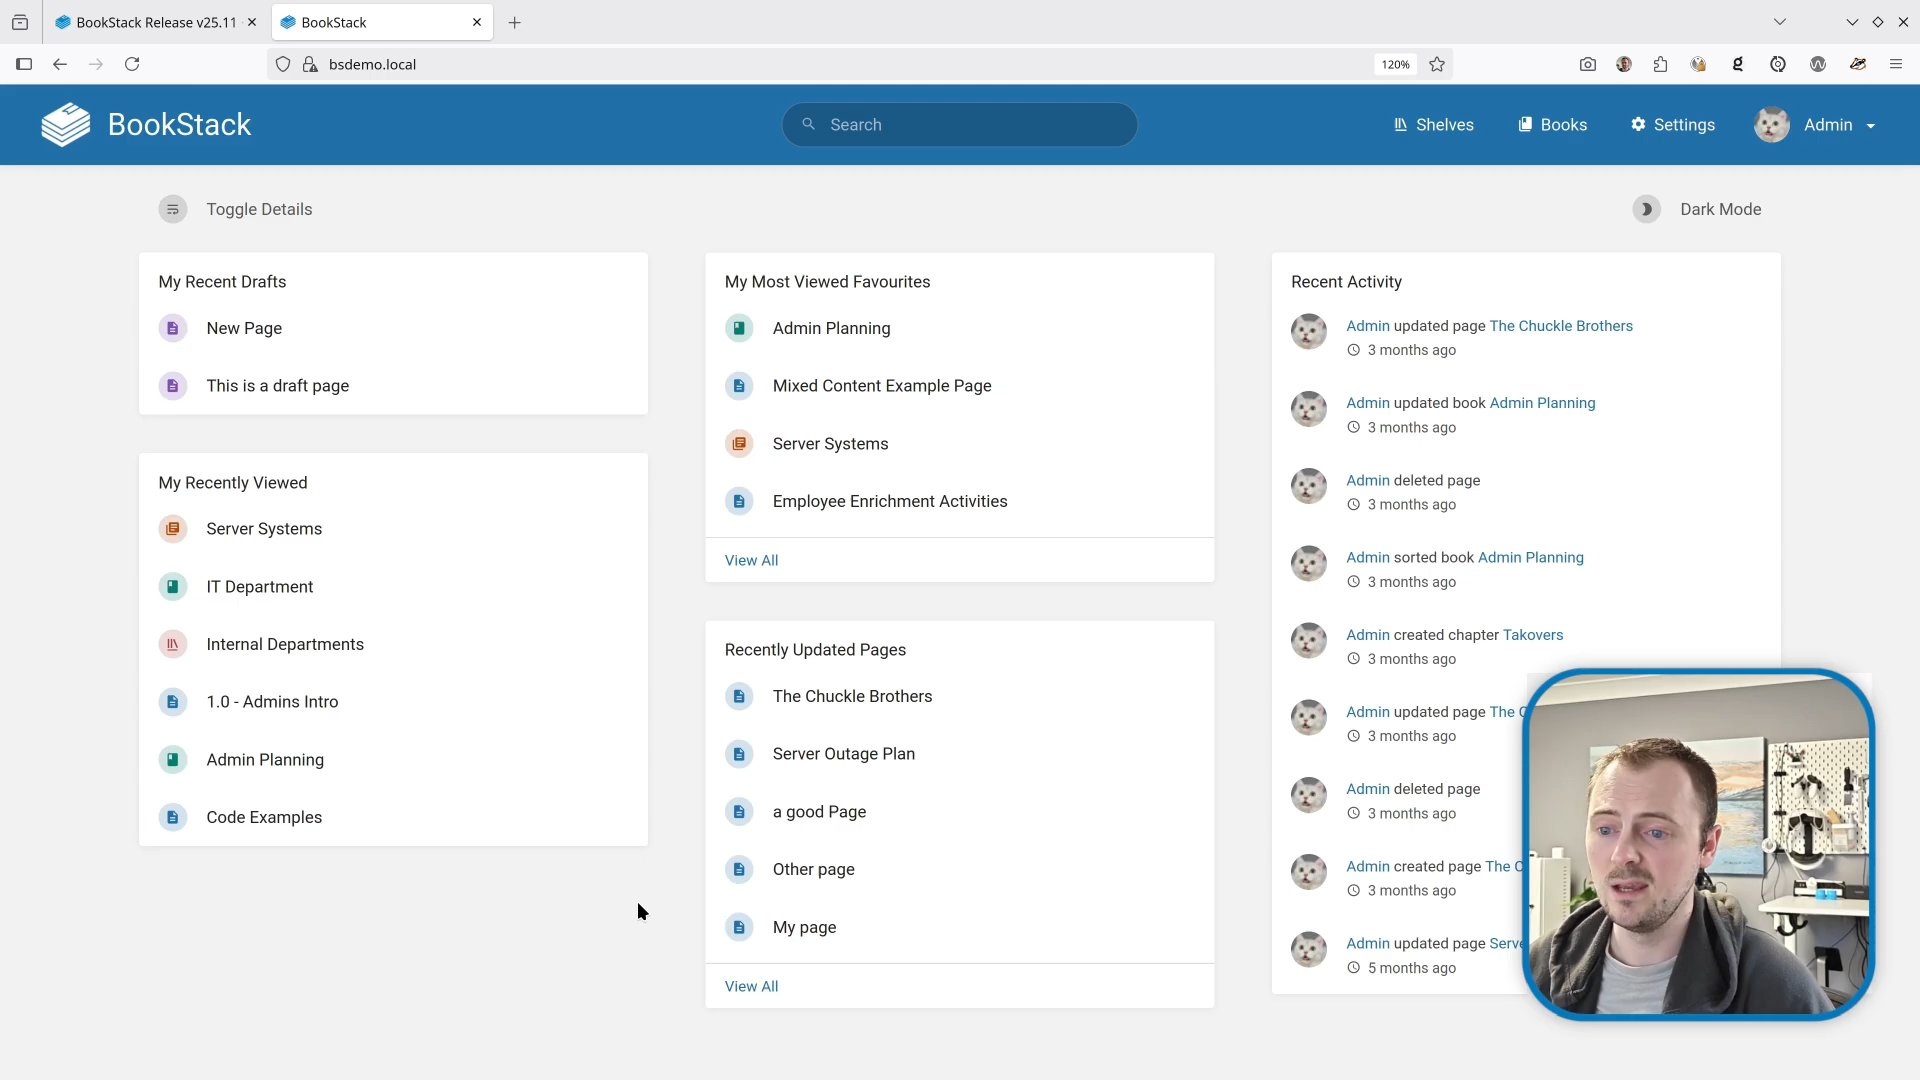 BookStack Release v25.11
BookStack
bsdemo.local
120%
BookStack
Search
Shelves
Books
Settings
Admin
Toggle Details
Dark Mode
My Recent Drafts
New Page
This is a draft page
My Recently Viewed
Server Systems
IT Department
Internal Departments
1.0 - Admins Intro
Admin Planning
Code Examples
My Most Viewed Favourites
Admin Planning
Mixed Content Example Page
Server Systems
Employee Enrichment Activities
View All
Recently Updated Pages
The Chuckle Brothers
Server Outage Plan
a good Page
Other page
My page
View All
Recent Activity
Admin updated page The Chuckle Brothers
3 months ago
Admin updated book Admin Planning
3 months ago
Admin deleted page
3 months ago
Admin sorted book Admin Planning
3 months ago
Admin created chapter Takovers
3 months ago
Admin updated page The
3 months ago
Admin deleted page
3 months ago
Admin created page The
3 months ago
Admin updated page Serve
5 months ago